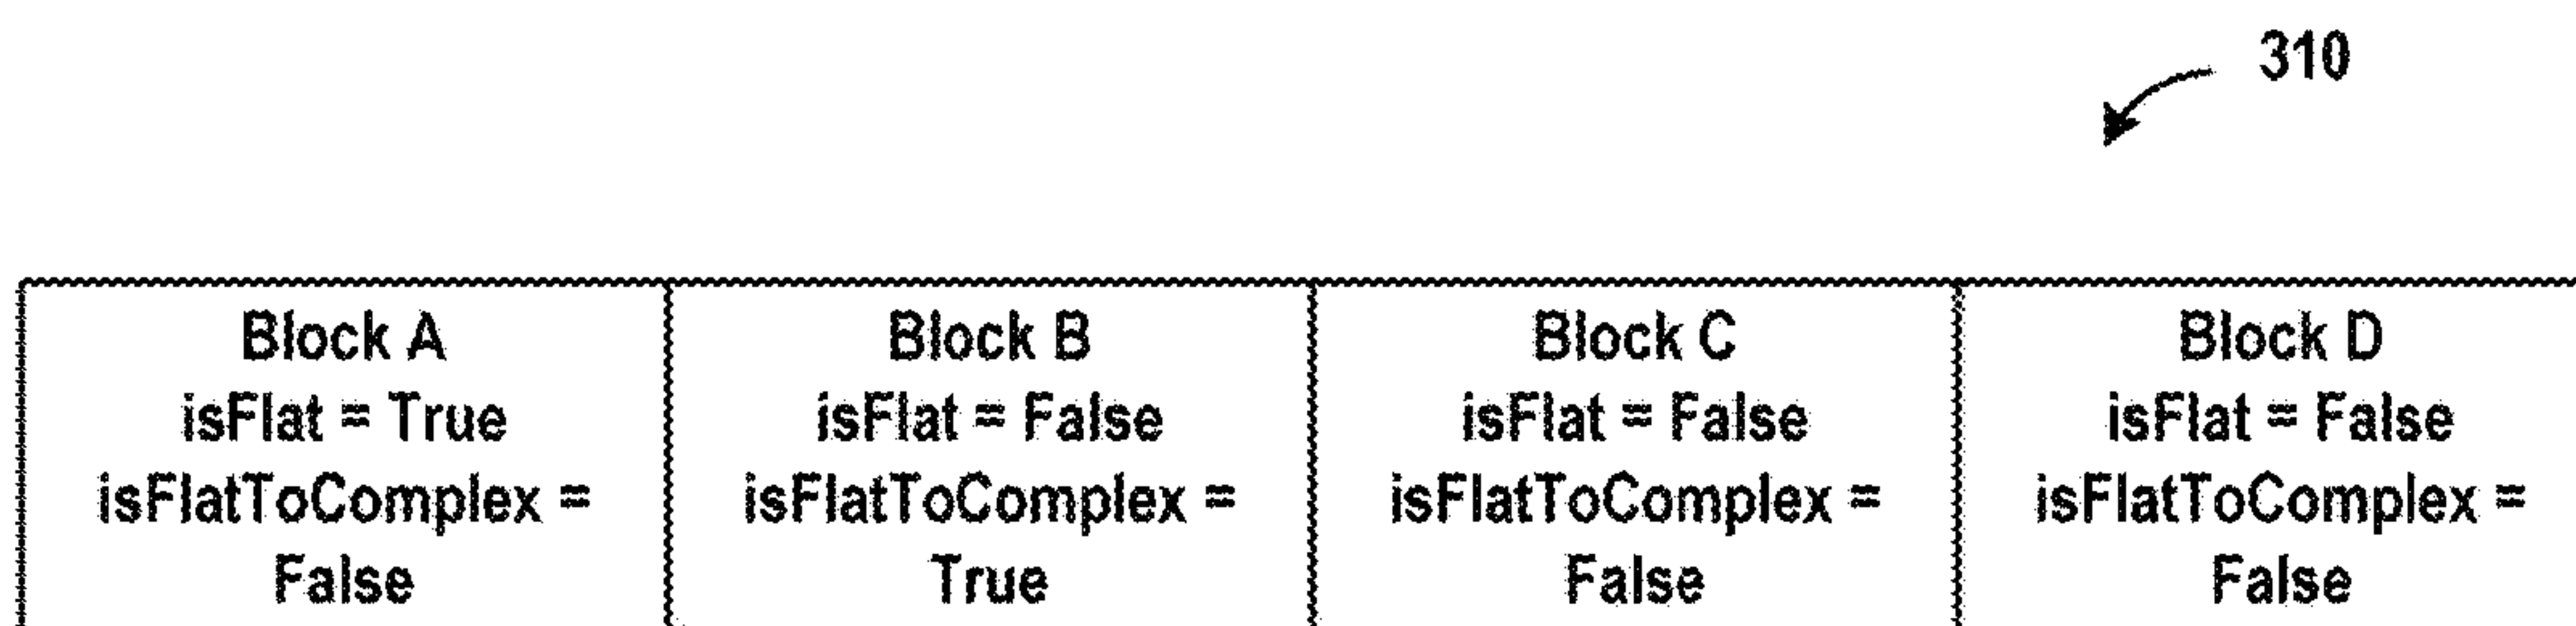 310
Block A
isFlat = True
isFlatToComplex =
False
Block B
isFlat = False
isFlatToComplex =
True
Block C
isFlat = False
isFlatToComplex =
False
Block D
isFlat = False
isFlatToComplex =
False